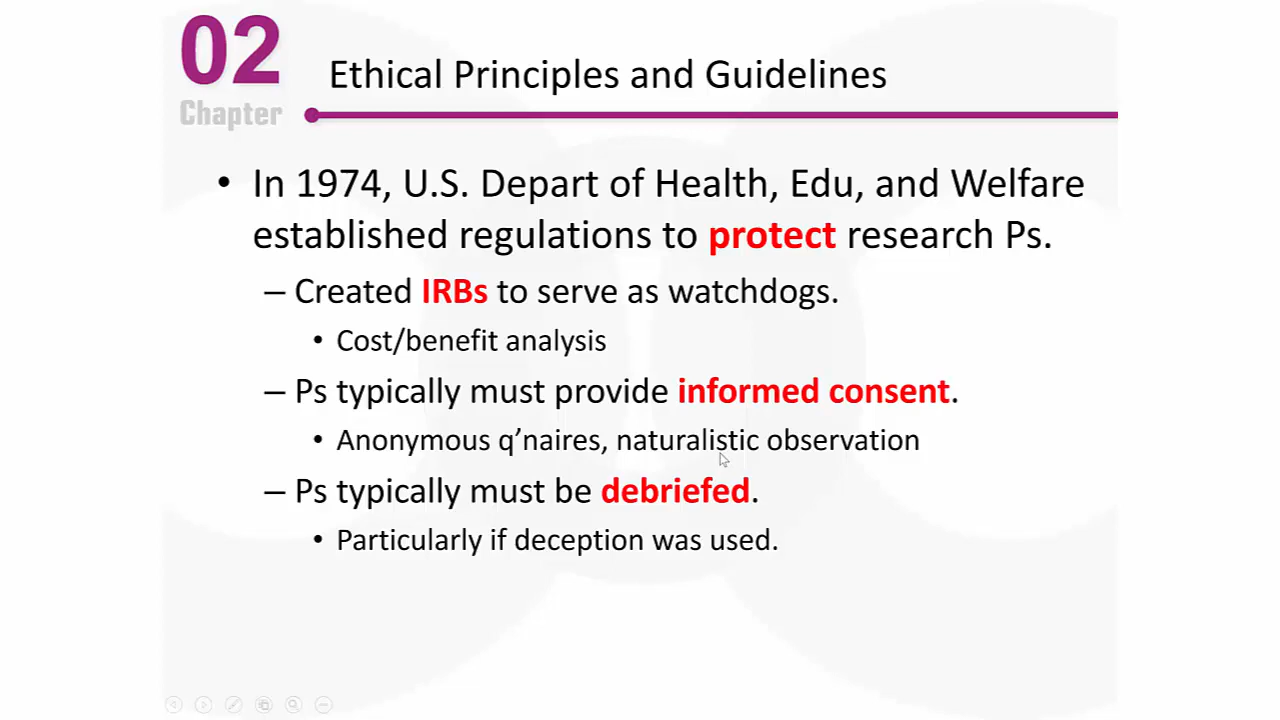 02
Chapter
Ethical Principles and Guidelines
• In 1974, U.S. Depart of Health, Edu, and Welfare
established regulations to protect research Ps.
– Created IRBs to serve as watchdogs.
• Cost/benefit analysis
– Ps typically must provide informed consent.
• Anonymous q’naires, naturalistic observation
– Ps typically must be debriefed.
• Particularly if deception was used.